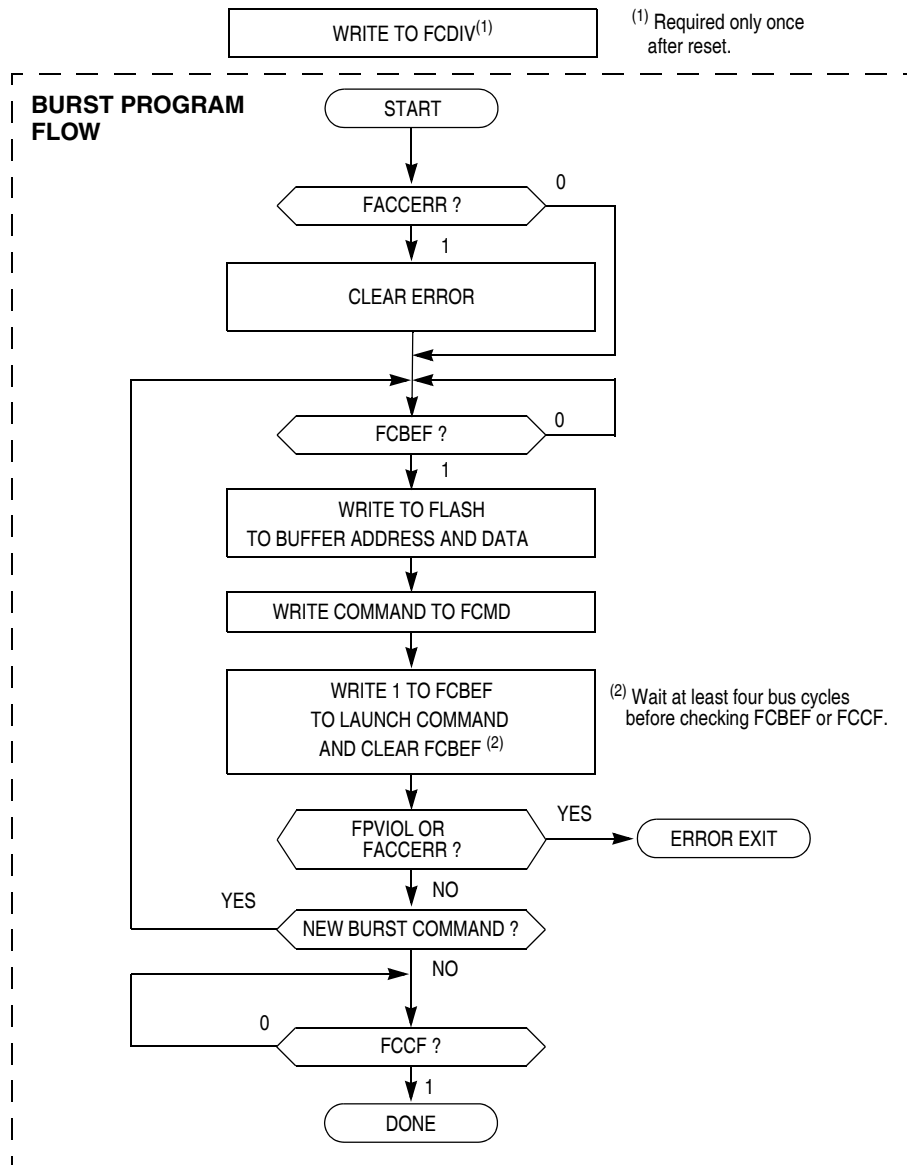 WRITE TO FCDIV(1)
(1) Required only once
after reset.
BURST PROGRAM
FLOW
START
0
FACCERR ?
1
CLEAR ERROR
0
FCBEF ?
1
WRITE TO FLASH
TO BUFFER ADDRESS AND DATA
WRITE COMMAND TO FCMD
WRITE 1 TO FCBEF
TO LAUNCH COMMAND
AND CLEAR FCBEF (2)
(2) Wait at least four bus cycles
before checking FCBEF or FCCF.
FPVIOL OR
FACCERR ?
YES
ERROR EXIT
NO
YES
NEW BURST COMMAND ?
NO
0
FCCF ?
1
DONE